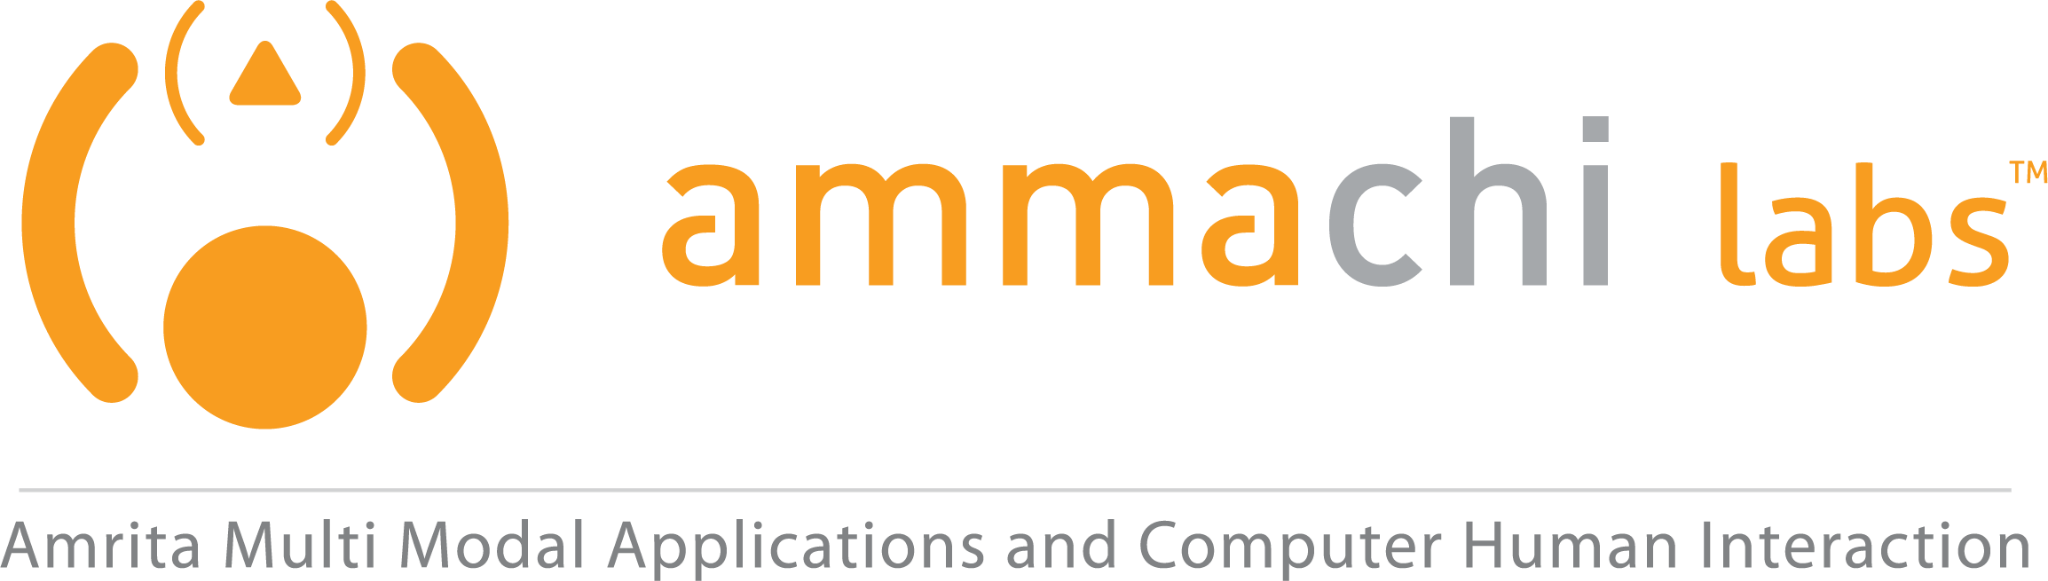 ammachi labs™
Amrita Multi Modal Applications and Computer Human Interaction